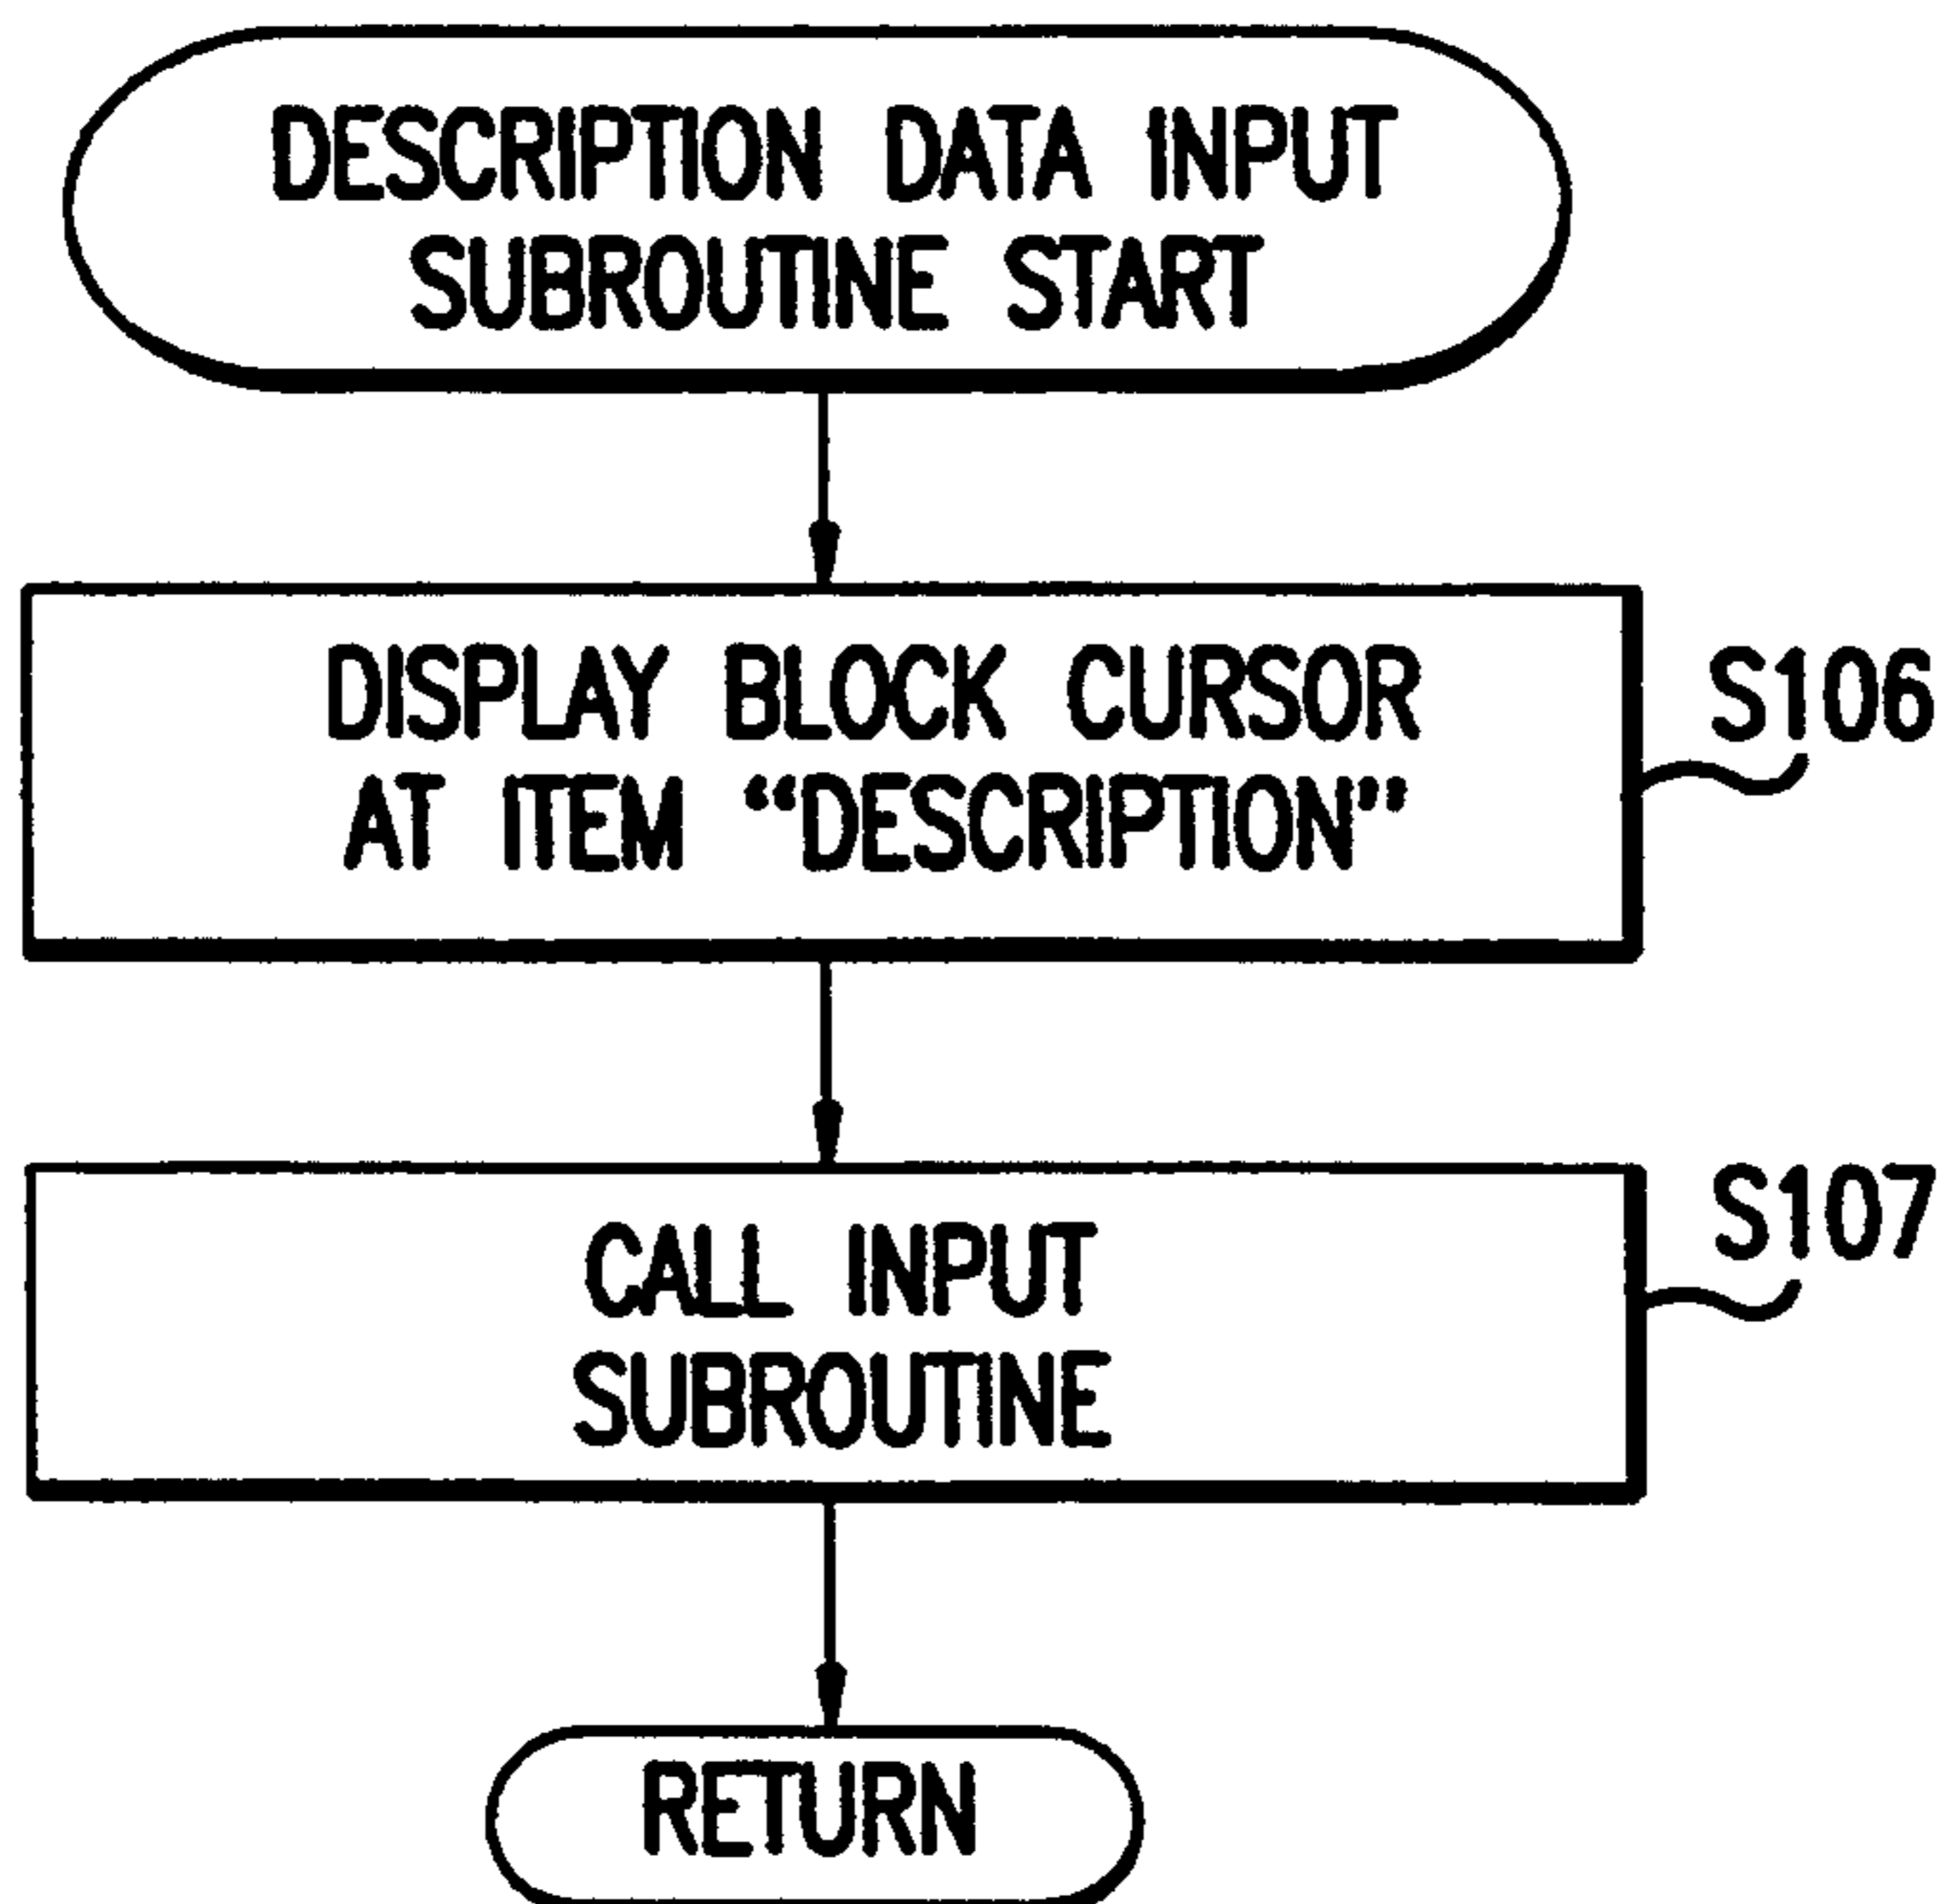 DESCRIPTION DATA INPUT
SUBROUTINE START
DISPLAY BLOCK CURSOR
AT ITEM “DESCRIPTION”
S106
CALL INPUT
SUBROUTINE
S107
RETURN